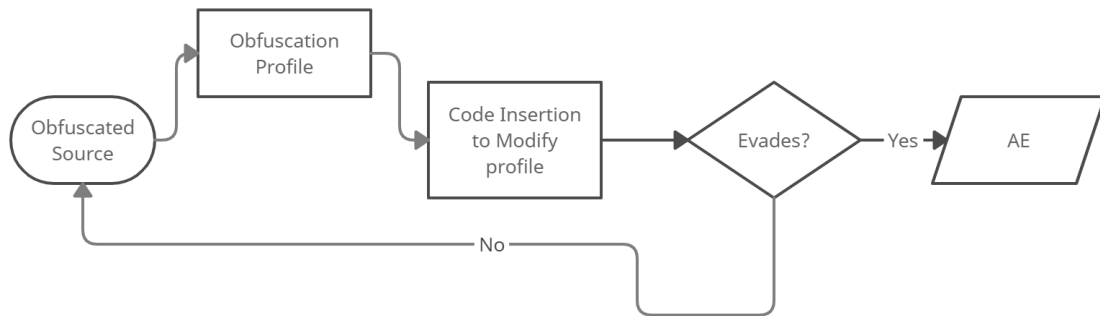 Obfuscation
Profile
Obfuscated
Source
Code Insertion
to Modify
profile
Evades?
Yes
AE
No